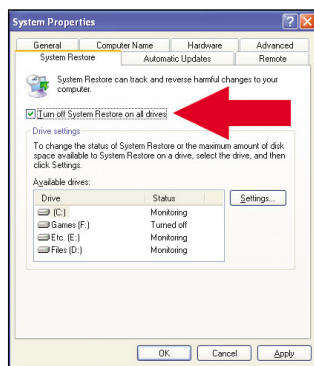 System Properties
General Computer Name Hardware Advanced
System Restore Automatic Updates Remote
System Restore can track and reverse harmful changes to your
computer.
Turn off System Restore on all drives
Drive settings
To change the status of System Restore or the maximum amount of disk
space available to System Restore on a drive, select the drive, and then
click Settings.
Available drives:
Drive Status
(C:) Monitoring
Games (F:) Turned off
Etc. (E:) Monitoring
Files (D:) Monitoring
Settings...
OK Cancel Apply